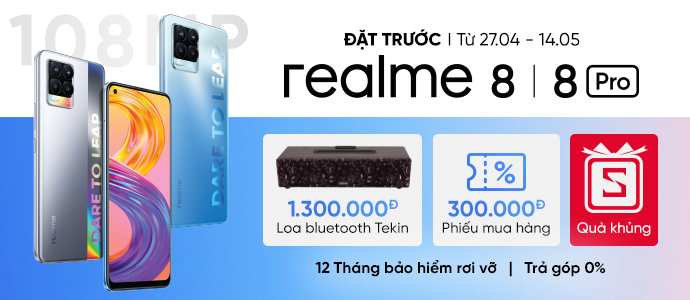 108MP
ĐẶT TRƯỚC | Từ 27.04 - 14.05
realme 8 | 8 Pro
DARE TO LEAP
realme
DARE TO LEAP
realme
1.300.000Đ
Loa bluetooth Tekin
%
300.000Đ
Phiếu mua hàng
S
Quà khủng
12 Tháng bảo hiểm rơi vỡ | Trả góp 0%